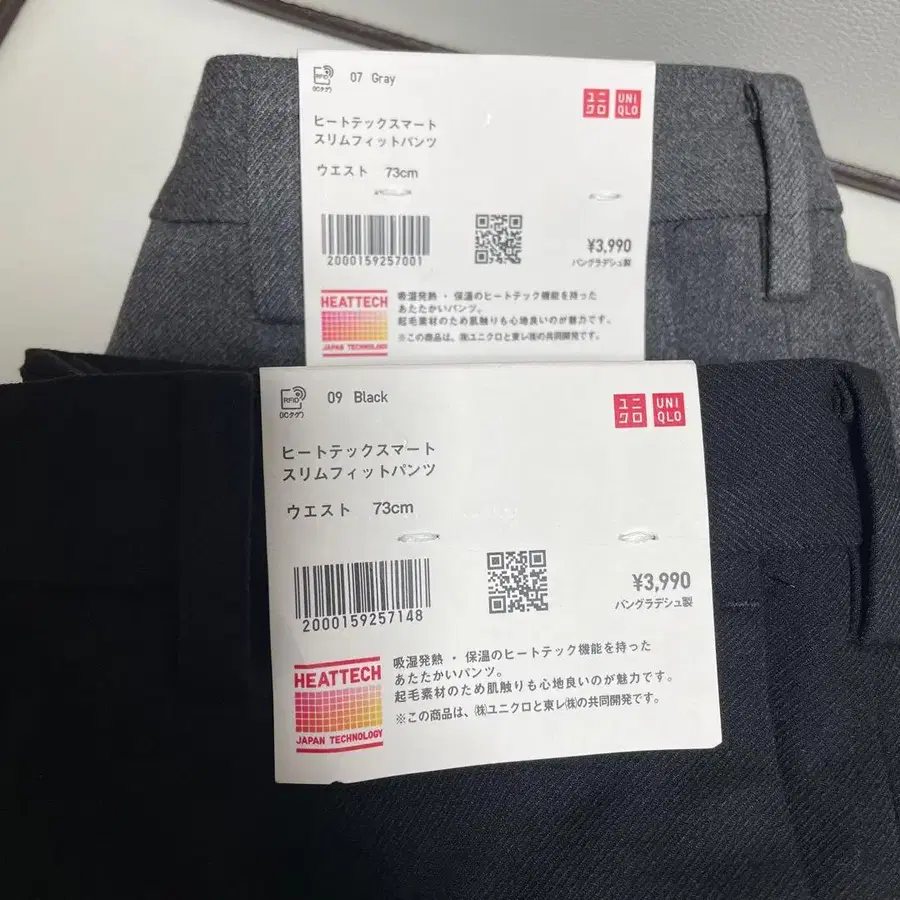 RFID
(ICタグ)
07 Gray
ユニクロ
UNIQLO
ヒートテックスマート
スリムフィットパンツ
ウエスト 73cm
2000159257001
¥3,990
バングラデシュ製
HEATTECH
JAPAN TECHNOLOGY
吸湿発熱・保温のヒートテック機能を持った
あたたかいパンツ。
起毛素材のため肌触りも心地良いのが魅力です。
※この商品は、㈱ユニクロと東レ㈱の共同開発です。
RFID
(ICタグ)
09 Black
ユニクロ
UNIQLO
ヒートテックスマート
スリムフィットパンツ
ウエスト 73cm
2000159257148
¥3,990
バングラデシュ製
HEATTECH
JAPAN TECHNOLOGY
吸湿発熱・保温のヒートテック機能を持った
あたたかいパンツ。
起毛素材のため肌触りも心地良いのが魅力です。
※この商品は、㈱ユニクロと東レ㈱の共同開発です。